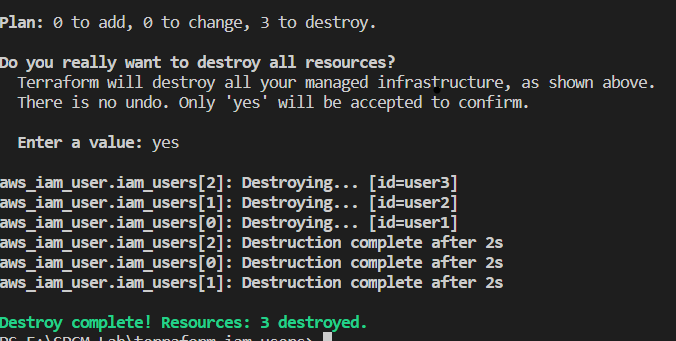 Plan: 0 to add, 0 to change, 3 to destroy.
Do you really want to destroy all resources?
Terraform will destroy all your managed infrastructure, as shown above.
There is no undo. Only 'yes' will be accepted to confirm.
Enter a value: yes
aws_iam_user.iam_users[2]: Destroying... [id=user3]
aws_iam_user.iam_users[1]: Destroying... [id=user2]
aws_iam_user.iam_users[0]: Destroying... [id=user1]
aws_iam_user.iam_users[2]: Destruction complete after 2s
aws_iam_user.iam_users[0]: Destruction complete after 2s
aws_iam_user.iam_users[1]: Destruction complete after 2s
Destroy complete! Resources: 3 destroyed.